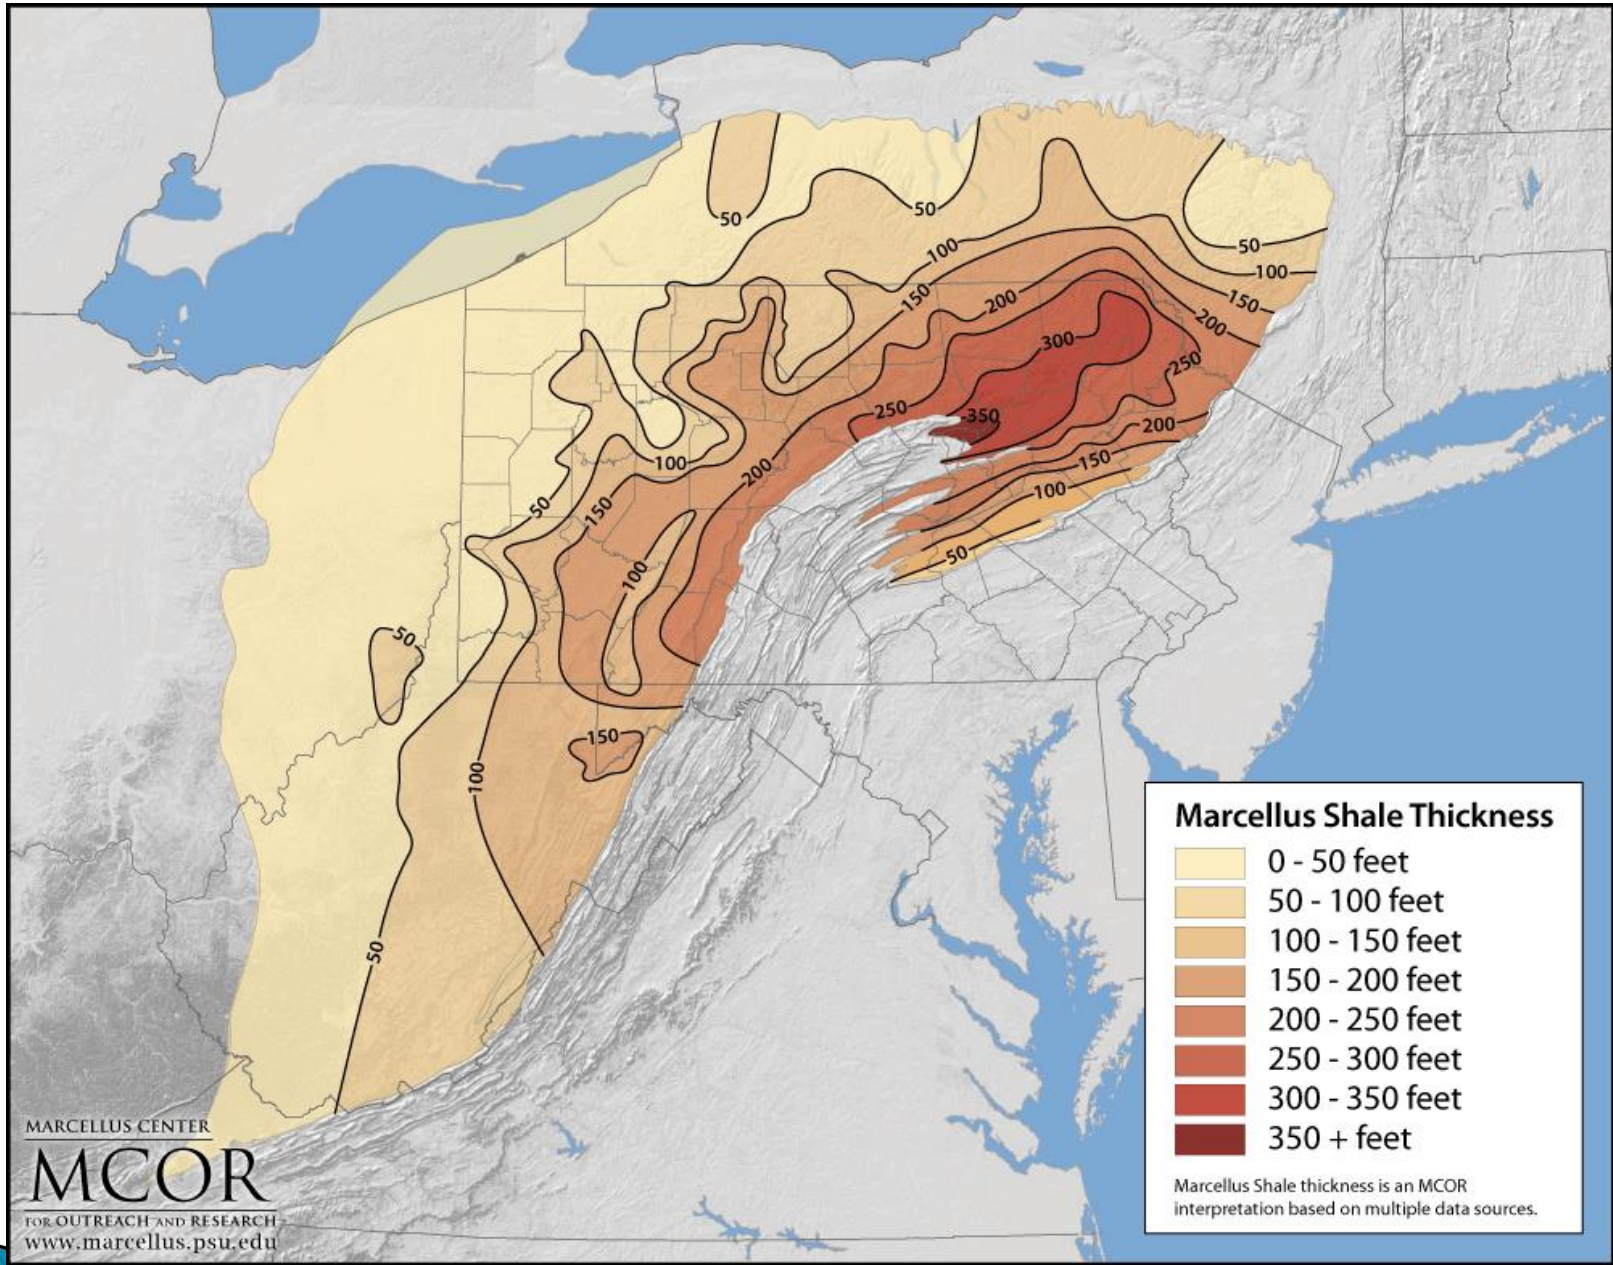 50
50
50
100
100
150
150
200
200
300
250
250
350
200
150
100
50
100
200
50
150
100
50
150
100
50
Marcellus Shale Thickness
0 - 50 feet
50 - 100 feet
100 - 150 feet
150 - 200 feet
200 - 250 feet
250 - 300 feet
300 - 350 feet
350 + feet
Marcellus Shale thickness is an MCOR
interpretation based on multiple data sources.
MARCELLUS CENTER
MCOR
FOR OUTREACH AND RESEARCH
www.marcellus.psu.edu